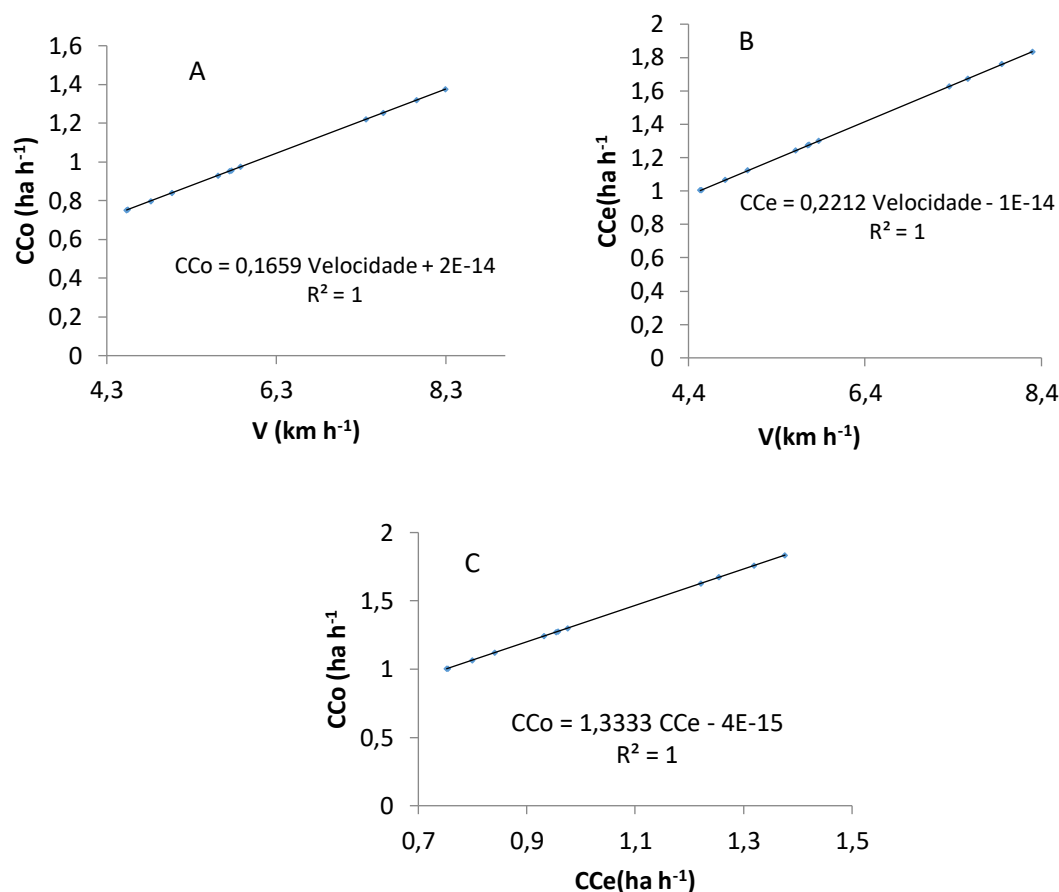 A
CCo (ha h⁻¹)
1,6
1,4
1,2
1
0,8
0,6
0,4
0,2
0
CCo = 0,1659 Velocidade + 2E-14
R² = 1
4,3 6,3 8,3
V (km h⁻¹)
B
CCe(ha h⁻¹
2
1,8
1,6
1,4
1,2
1
0,8
0,6
0,4
0,2
0
CCe = 0,2212 Velocidade - 1E-14
R² = 1
4,4 6,4 8,4
V(km h⁻¹)
C
CCo (ha h⁻¹
2
1,5
1
0,5
0
CCo = 1,3333 CCe - 4E-15
R² = 1
0,7 0,9 1,1 1,3 1,5
CCe(ha h⁻¹)